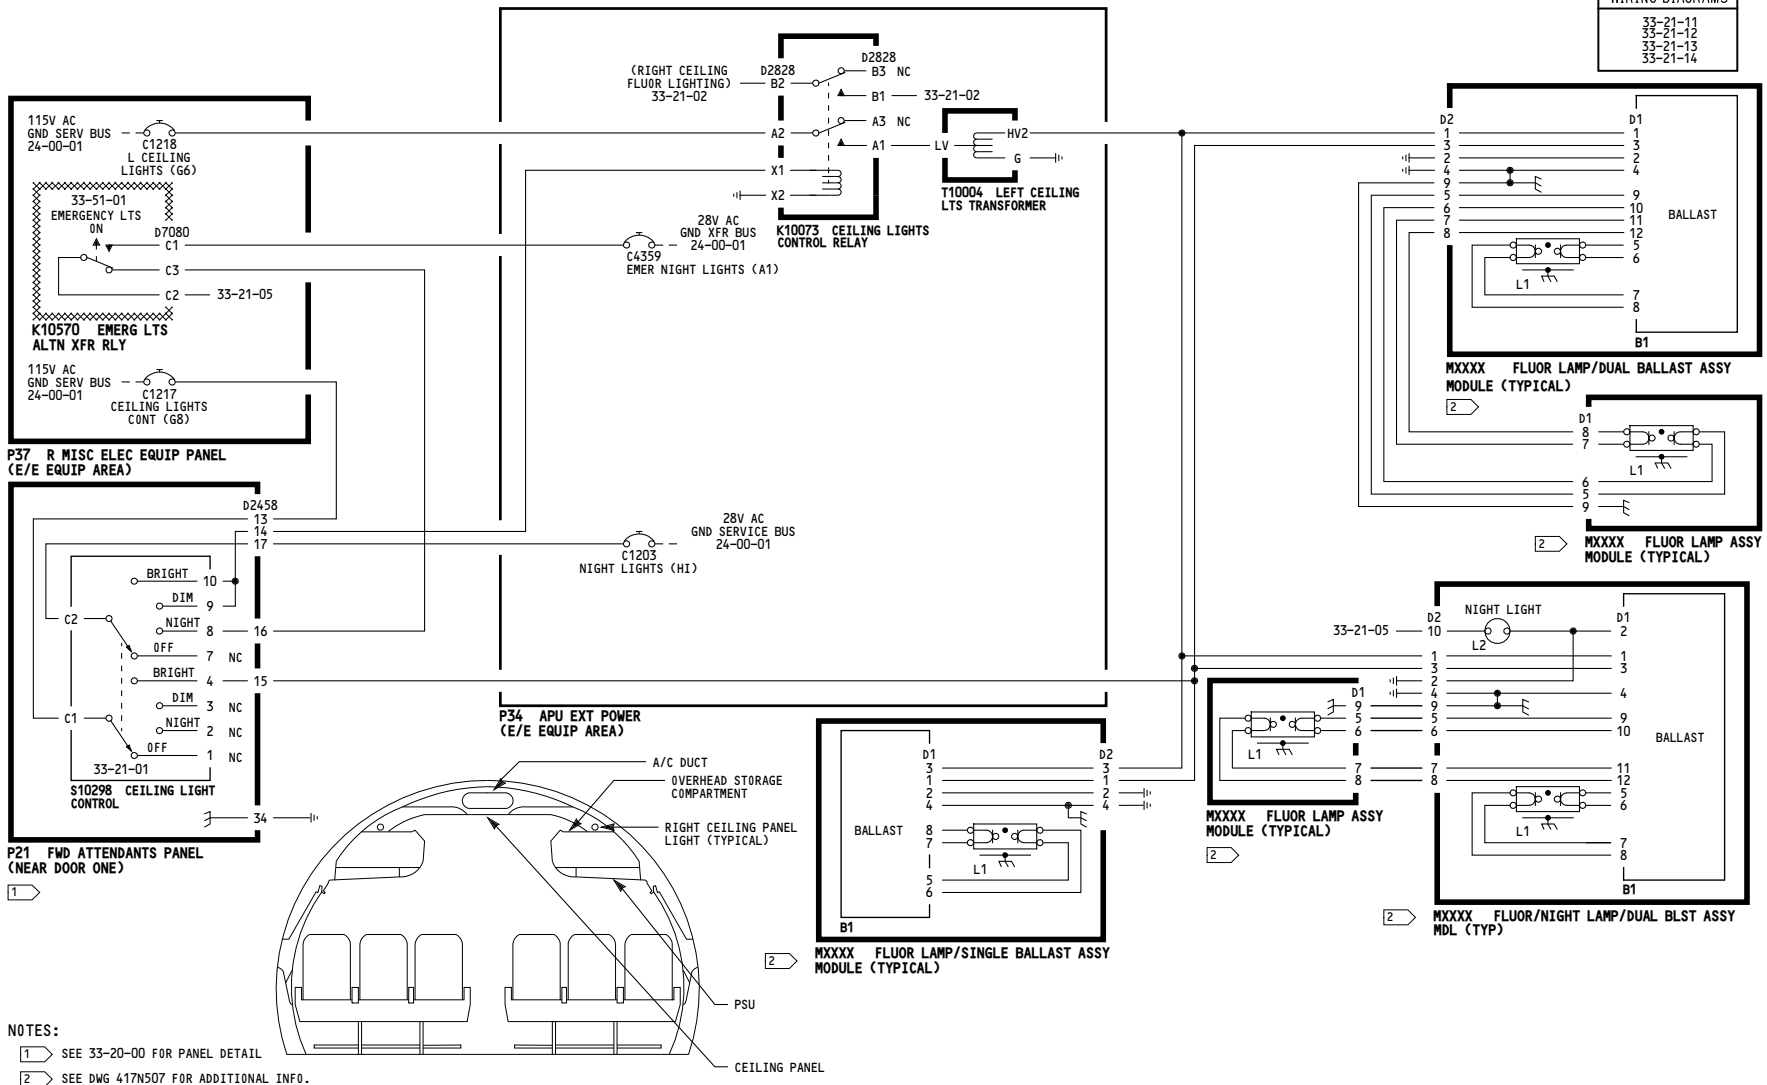 WIRING DIAGRAMS
33-21-11
33-21-12
33-21-13
33-21-14
115V AC
GND SERV BUS
24-00-01
C1218
L CEILING
LIGHTS (G6)
33-51-01
EMERGENCY LTS
ON
D7080
C1
C3
C2
33-21-05
K10570 EMERG LTS
ALTN XFR RLY
115V AC
GND SERV BUS
24-00-01
C1217
CEILING LIGHTS
CONT (G8)
P37 R MISC ELEC EQUIP PANEL
(E/E EQUIP AREA)
D2458
13
14
17
BRIGHT 10
DIM 9
C2
NIGHT 8 16
OFF 7 NC
BRIGHT 4 15
DIM 3 NC
C1
NIGHT 2 NC
OFF 1 NC
33-21-01
S10298 CEILING LIGHT
CONTROL
34
P21 FWD ATTENDANTS PANEL
(NEAR DOOR ONE)
1
(RIGHT CEILING
FLUOR LIGHTING)
33-21-02
D2828
B2
D2828
B3 NC
B1 33-21-02
A2
A3 NC
A1
X1
X2
K10073 CEILING LIGHTS
CONTROL RELAY
LV
HV2
G
T10004 LEFT CEILING
LTS TRANSFORMER
28V AC
GND XFR BUS
24-00-01
C4359
EMER NIGHT LIGHTS (A1)
28V AC
GND SERVICE BUS
24-00-01
C1203
NIGHT LIGHTS (HI)
P34 APU EXT POWER
(E/E EQUIP AREA)
D2
1
3
2
4
9
5
6
7
8
D1
1
3
2
4
9
10
11
12
5
6
7
8
BALLAST
L1
B1
MXXXX FLUOR LAMP/DUAL BALLAST ASSY
MODULE (TYPICAL)
2
D1
8
7
6
5
9
L1
2
MXXXX FLUOR LAMP ASSY
MODULE (TYPICAL)
33-21-05
D2
10
1
3
2
4
9
5
6
7
8
NIGHT LIGHT
L2
D1
2
1
3
4
9
10
11
12
5
6
7
8
BALLAST
L1
B1
2
MXXXX FLUOR/NIGHT LAMP/DUAL BLST ASSY
MDL (TYP)
D1
9
5
6
7
8
L1
MXXXX FLUOR LAMP ASSY
MODULE (TYPICAL)
2
BALLAST
D1
3
1
2
4
8
7
5
6
D2
3
1
2
4
L1
B1
2
MXXXX FLUOR LAMP/SINGLE BALLAST ASSY
MODULE (TYPICAL)
A/C DUCT
OVERHEAD STORAGE
COMPARTMENT
RIGHT CEILING PANEL
LIGHT (TYPICAL)
PSU
CEILING PANEL
NOTES:
1 SEE 33-20-00 FOR PANEL DETAIL
2 SEE DWG 417N507 FOR ADDITIONAL INFO.